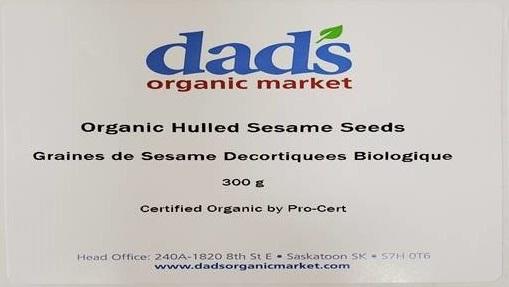 dad's
organic market
Organic Hulled Sesame Seeds
Graines de Sesame Decortiquees Biologique
300 g
Certified Organic by Pro-Cert
Head Office: 240A-1820 8th St E • Saskatoon SK • S7H 0T6
www.dadsorganicmarket.com